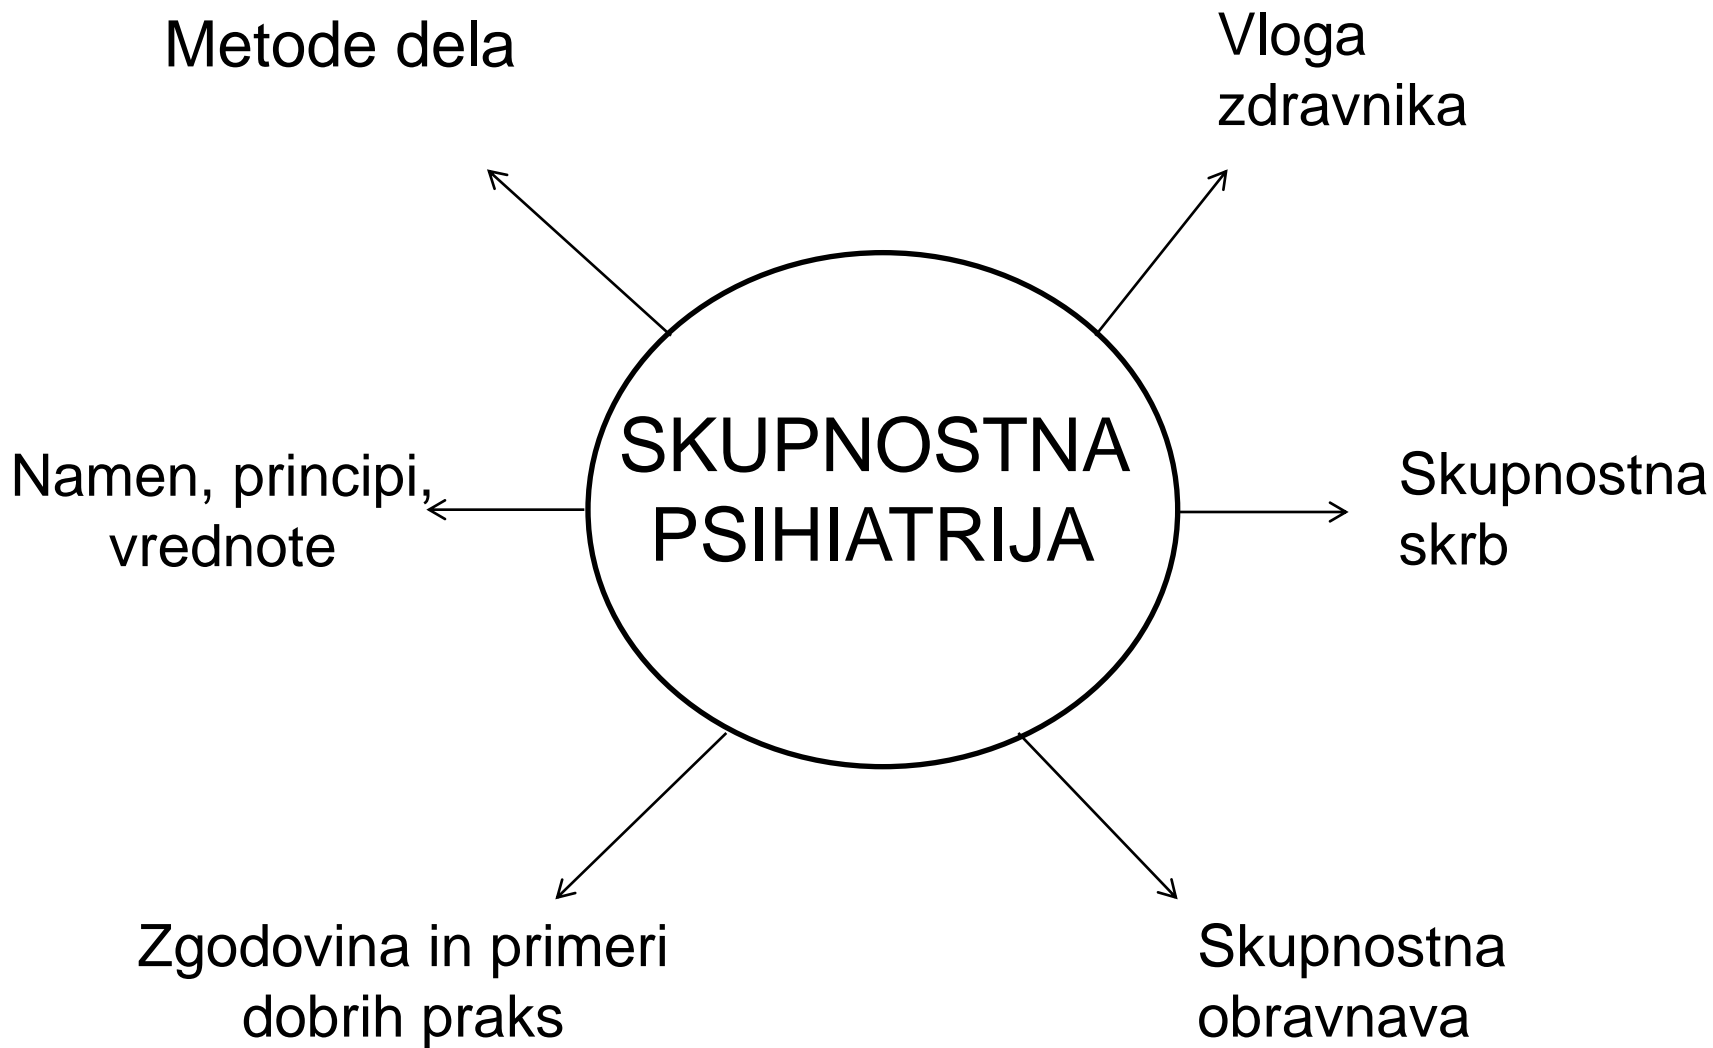 Metode dela
Vloga
zdravnika
SKUPNOSTNA
PSIHIATRIJA
Namen, principi,
vrednote
Skupnostna
skrb
Zgodovina in primeri
dobrih praks
Skupnostna
obravnava